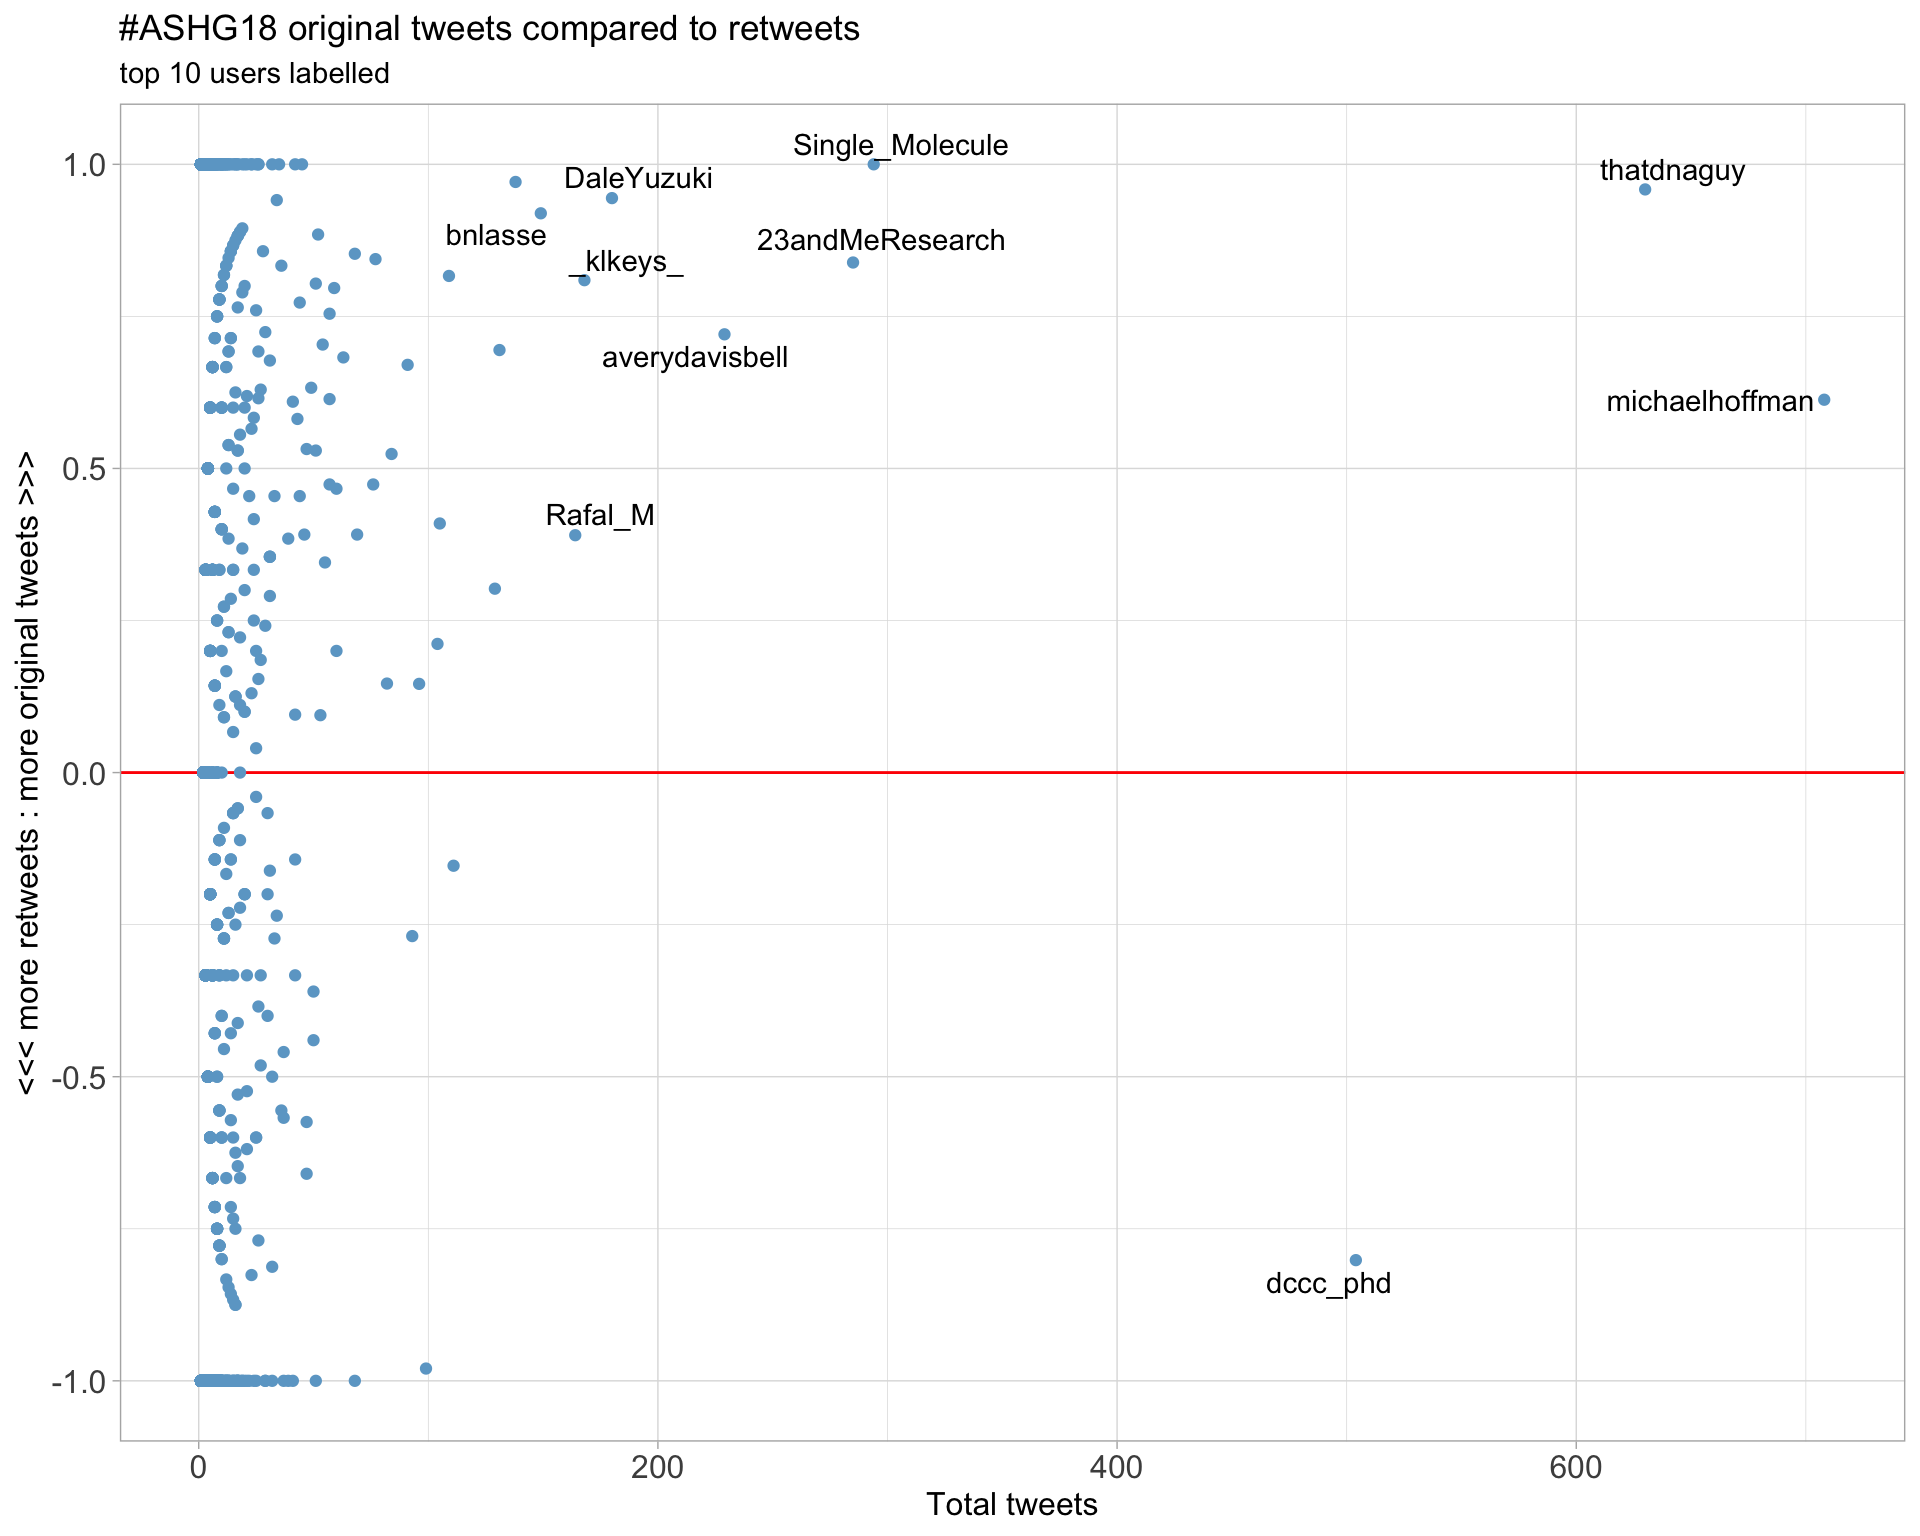 #ASHG18 original tweets compared to retweets
top 10 users labelled
<<< more retweets : more original tweets >>>
1.0
0.5
0.0
-0.5
-1.0
Single_Molecule
thatdnaguy
DaleYuzuki
bnlasse
23andMeResearch
_klkeys_
averydavisbell
michaelhoffman
Rafal_M
dccc_phd
0
200
400
600
Total tweets